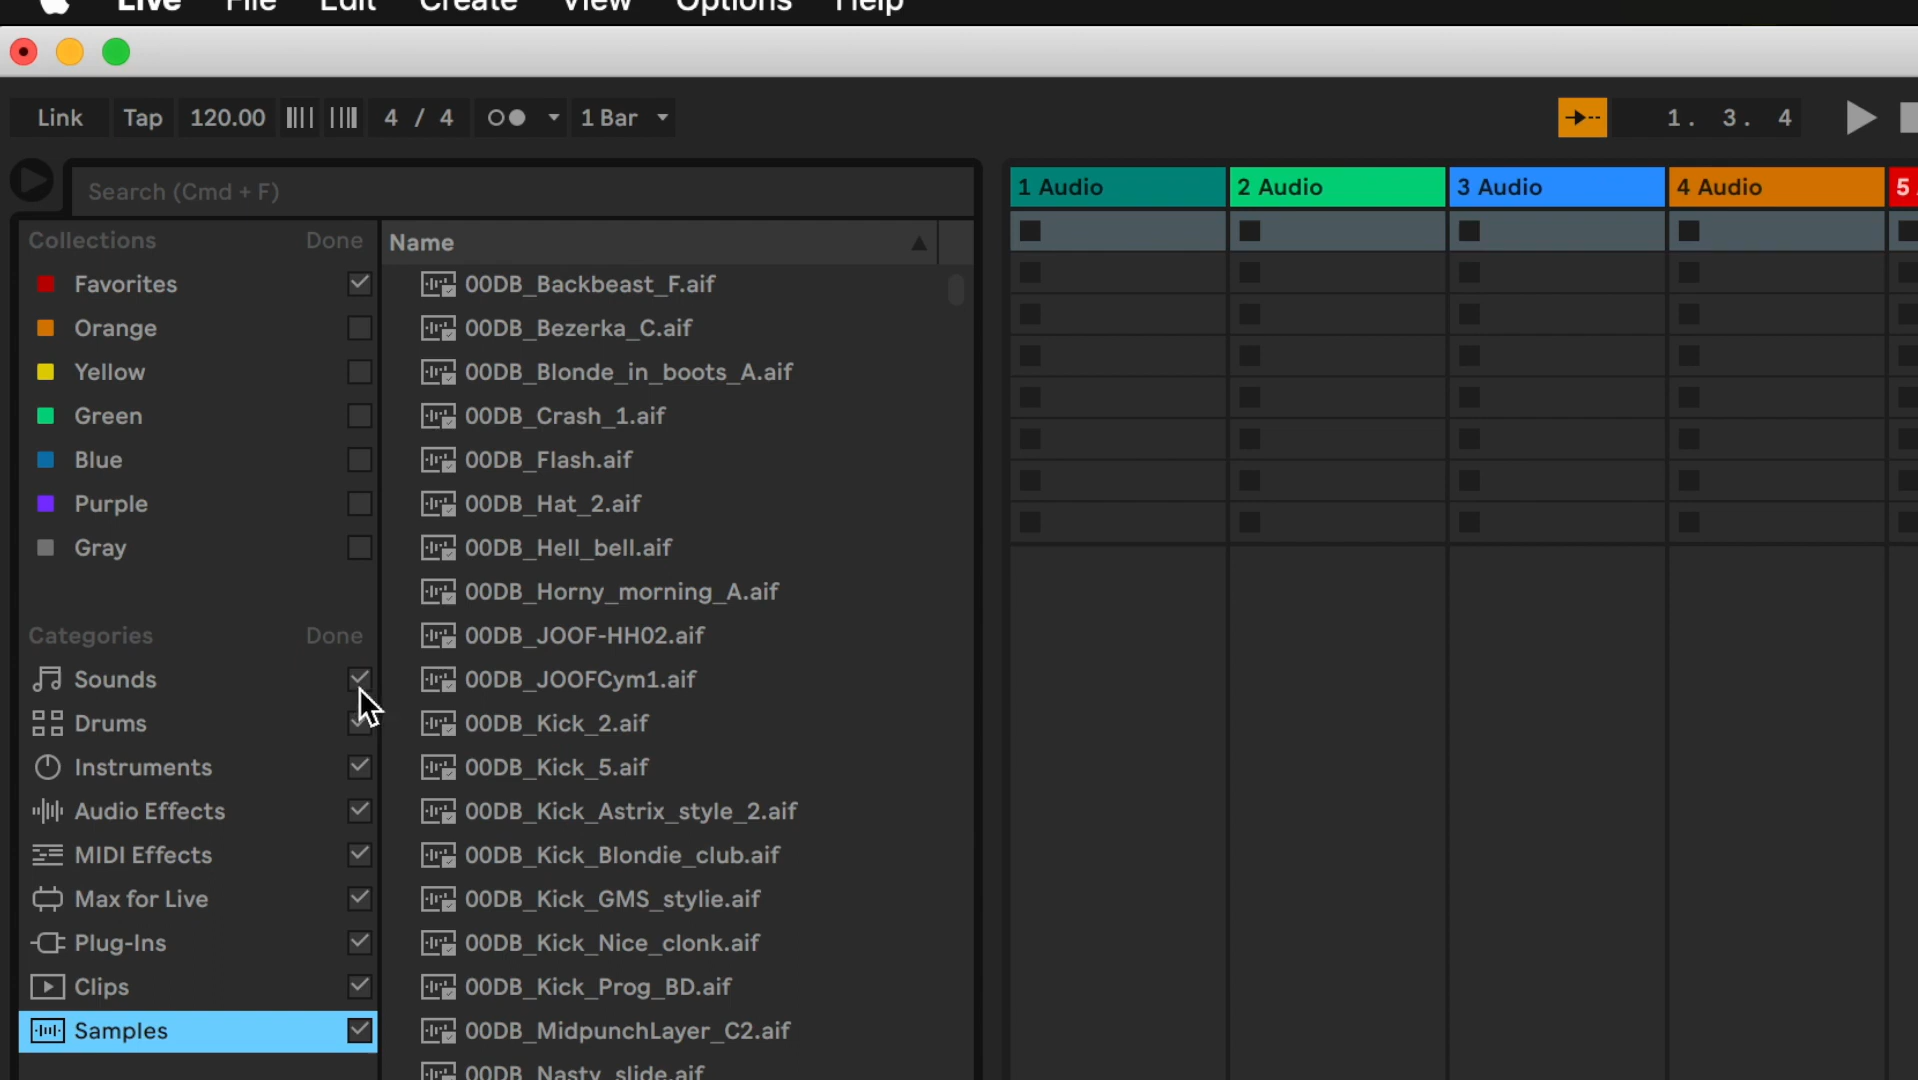 Live File Edit Create View Options Help
Link Tap 120.00 4 / 4 1 Bar 1. 3. 4
Search (Cmd + F)
Collections Done
Favorites
Orange
Yellow
Green
Blue
Purple
Gray
Categories Done
Sounds
Drums
Instruments
Audio Effects
MIDI Effects
Max for Live
Plug-Ins
Clips
Samples
Name
00DB_Backbeast_F.aif
00DB_Bezerka_C.aif
00DB_Blonde_in_boots_A.aif
00DB_Crash_1.aif
00DB_Flash.aif
00DB_Hat_2.aif
00DB_Hell_bell.aif
00DB_Horny_morning_A.aif
00DB_JOOF-HH02.aif
00DB_JOOFCym1.aif
00DB_Kick_2.aif
00DB_Kick_5.aif
00DB_Kick_Astrix_style_2.aif
00DB_Kick_Blondie_club.aif
00DB_Kick_GMS_stylie.aif
00DB_Kick_Nice_clonk.aif
00DB_Kick_Prog_BD.aif
00DB_MidpunchLayer_C2.aif
00DB_Nasty_slide.aif
1 Audio 2 Audio 3 Audio 4 Audio 5